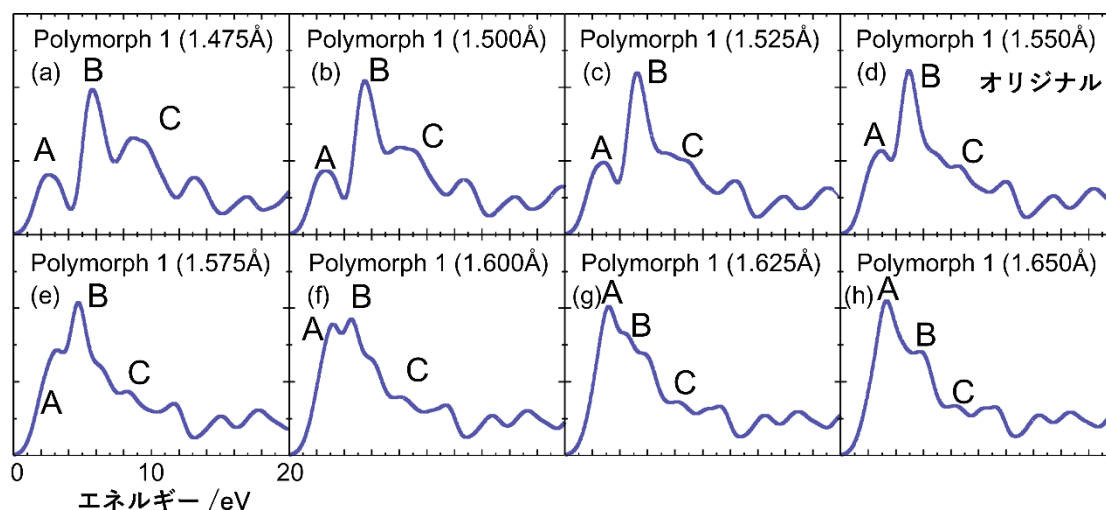 Polymorph 1 (1.475Å)
(a)
A
B
C
Polymorph 1 (1.500Å)
(b)
A
B
C
Polymorph 1 (1.525Å)
(c)
A
B
C
Polymorph 1 (1.550Å)
(d)
オリジナル
A
B
C
Polymorph 1 (1.575Å)
(e)
A
B
C
Polymorph 1 (1.600Å)
(f)
A
B
C
Polymorph 1 (1.625Å)
(g)
A
B
C
Polymorph 1 (1.650Å)
(h)
A
B
C
0 10 20
エネルギー /eV